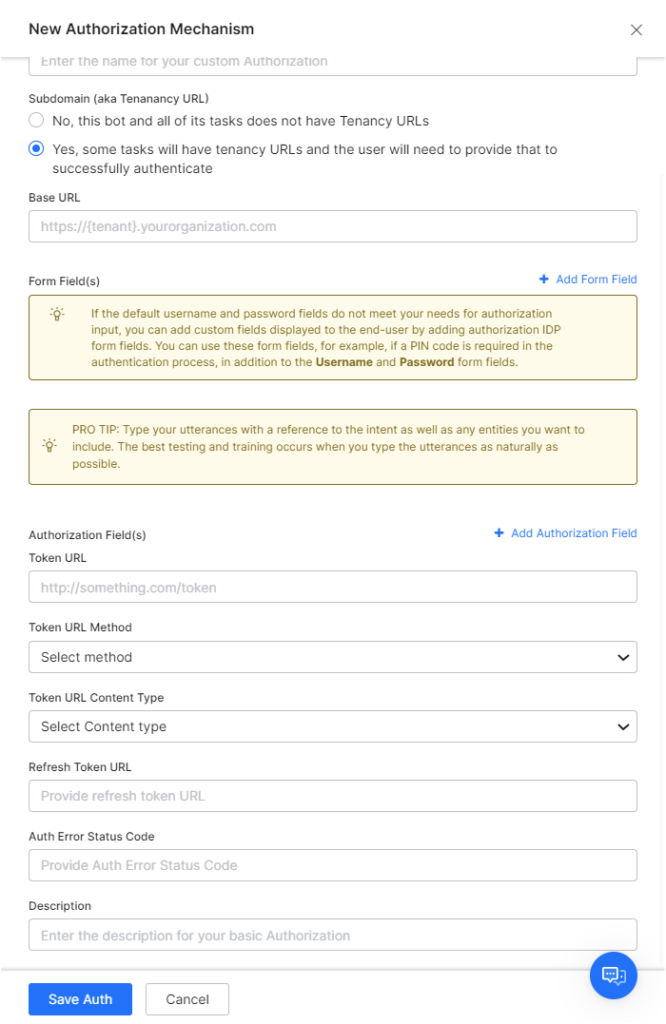 New Authorization Mechanism
Enter the name for your custom Authorization
Subdomain (aka Tenanancy URL)
No, this bot and all of its tasks does not have Tenancy URLs
Yes, some tasks will have tenancy URLs and the user will need to provide that to
successfully authenticate
Base URL
https://{tenant}.yourorganization.com
Form Field(s)
+ Add Form Field
If the default username and password fields do not meet your needs for authorization
input, you can add custom fields displayed to the end-user by adding authorization IDP
form fields. You can use these form fields, for example, if a PIN code is required in the
authentication process, in addition to the Username and Password form fields.
PRO TIP: Type your utterances with a reference to the intent as well as any entities you want to
include. The best testing and training occurs when you type the utterances as naturally as
possible.
Authorization Field(s)
+ Add Authorization Field
Token URL
http://something.com/token
Token URL Method
Select method
Token URL Content Type
Select Content type
Refresh Token URL
Provide refresh token URL
Auth Error Status Code
Provide Auth Error Status Code
Description
Enter the description for your basic Authorization
Save Auth
Cancel